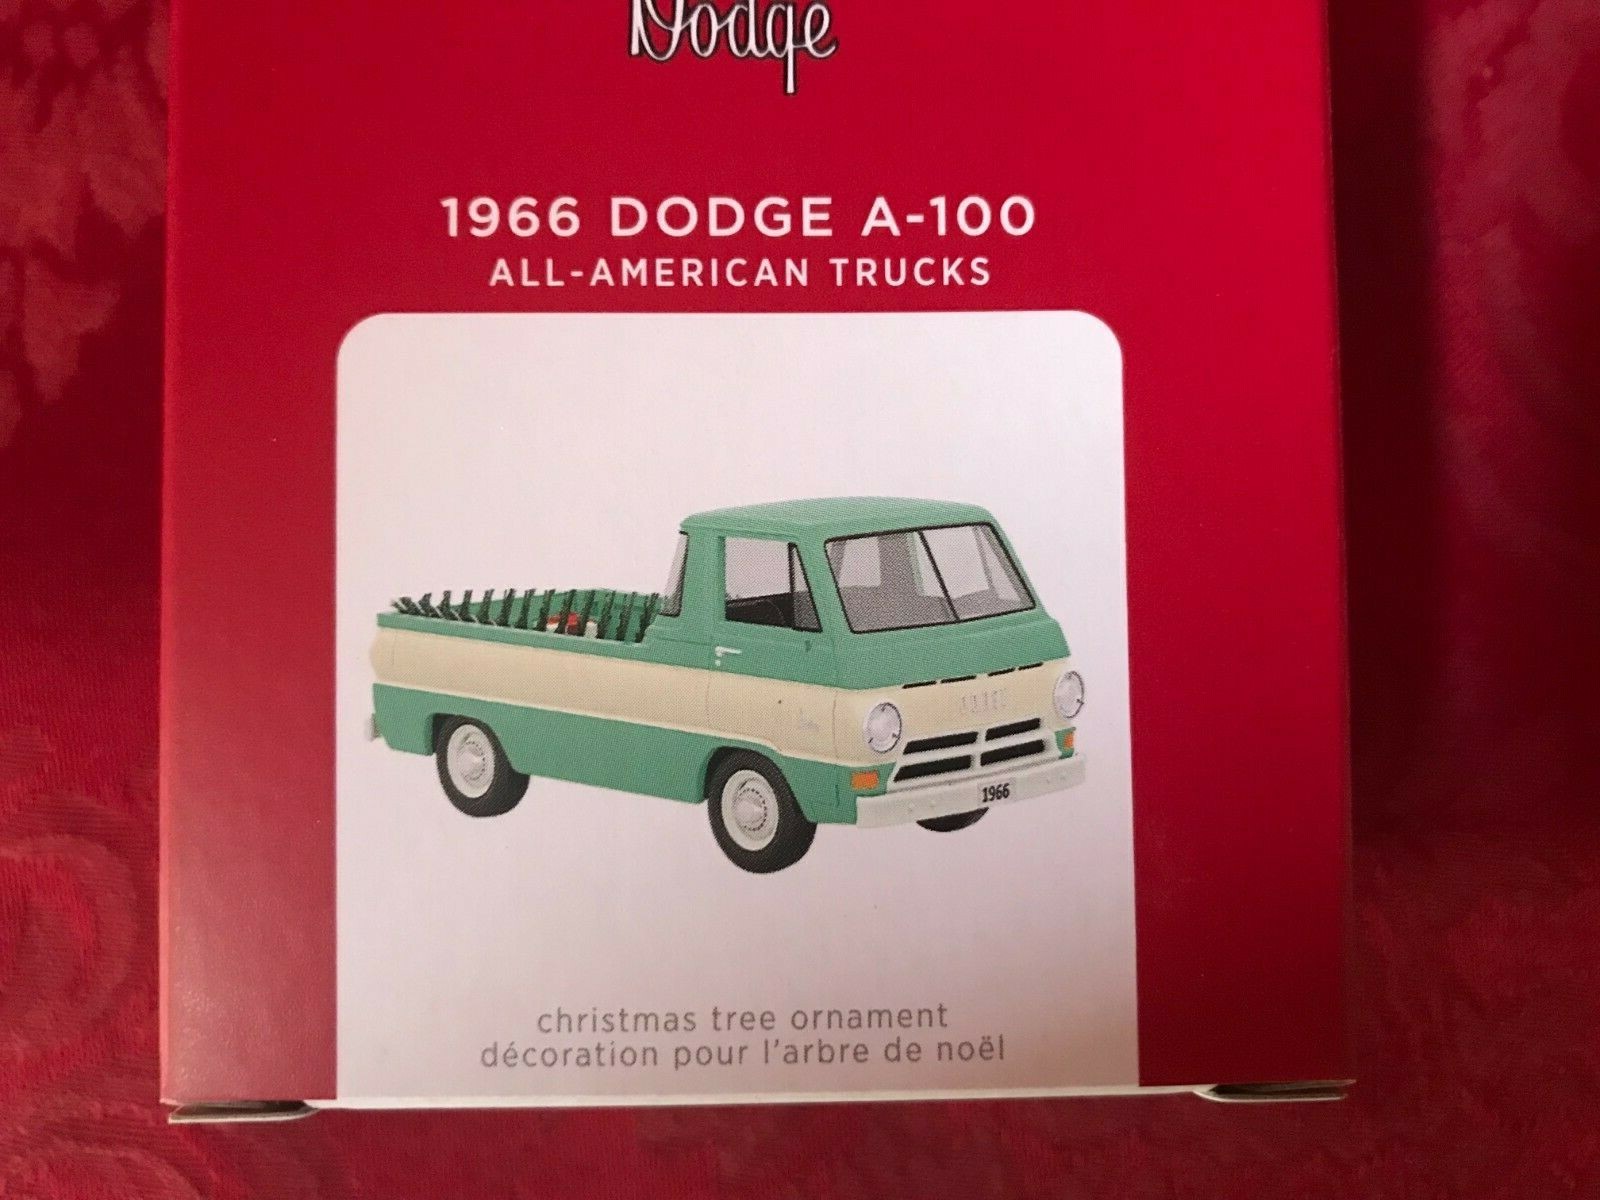 Dodge
1966 DODGE A-100
ALL-AMERICAN TRUCKS
1966
christmas tree ornament
décoration pour l'arbre de noël